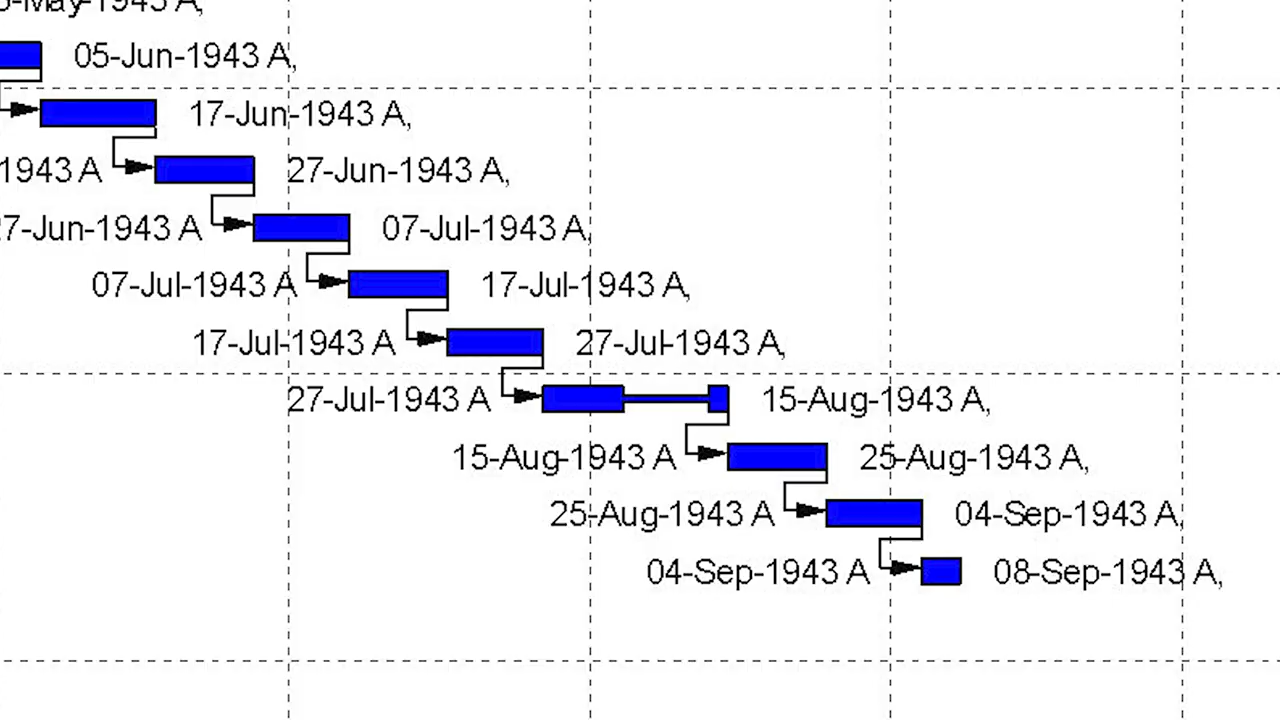 05-Jun-1943 A,
17-Jun-1943 A,
1943 A 27-Jun-1943 A,
27-Jun-1943 A 07-Jul-1943 A,
07-Jul-1943 A 17-Jul-1943 A,
17-Jul-1943 A 27-Jul-1943 A,
27-Jul-1943 A 15-Aug-1943 A,
15-Aug-1943 A 25-Aug-1943 A,
25-Aug-1943 A 04-Sep-1943 A,
04-Sep-1943 A 08-Sep-1943 A,